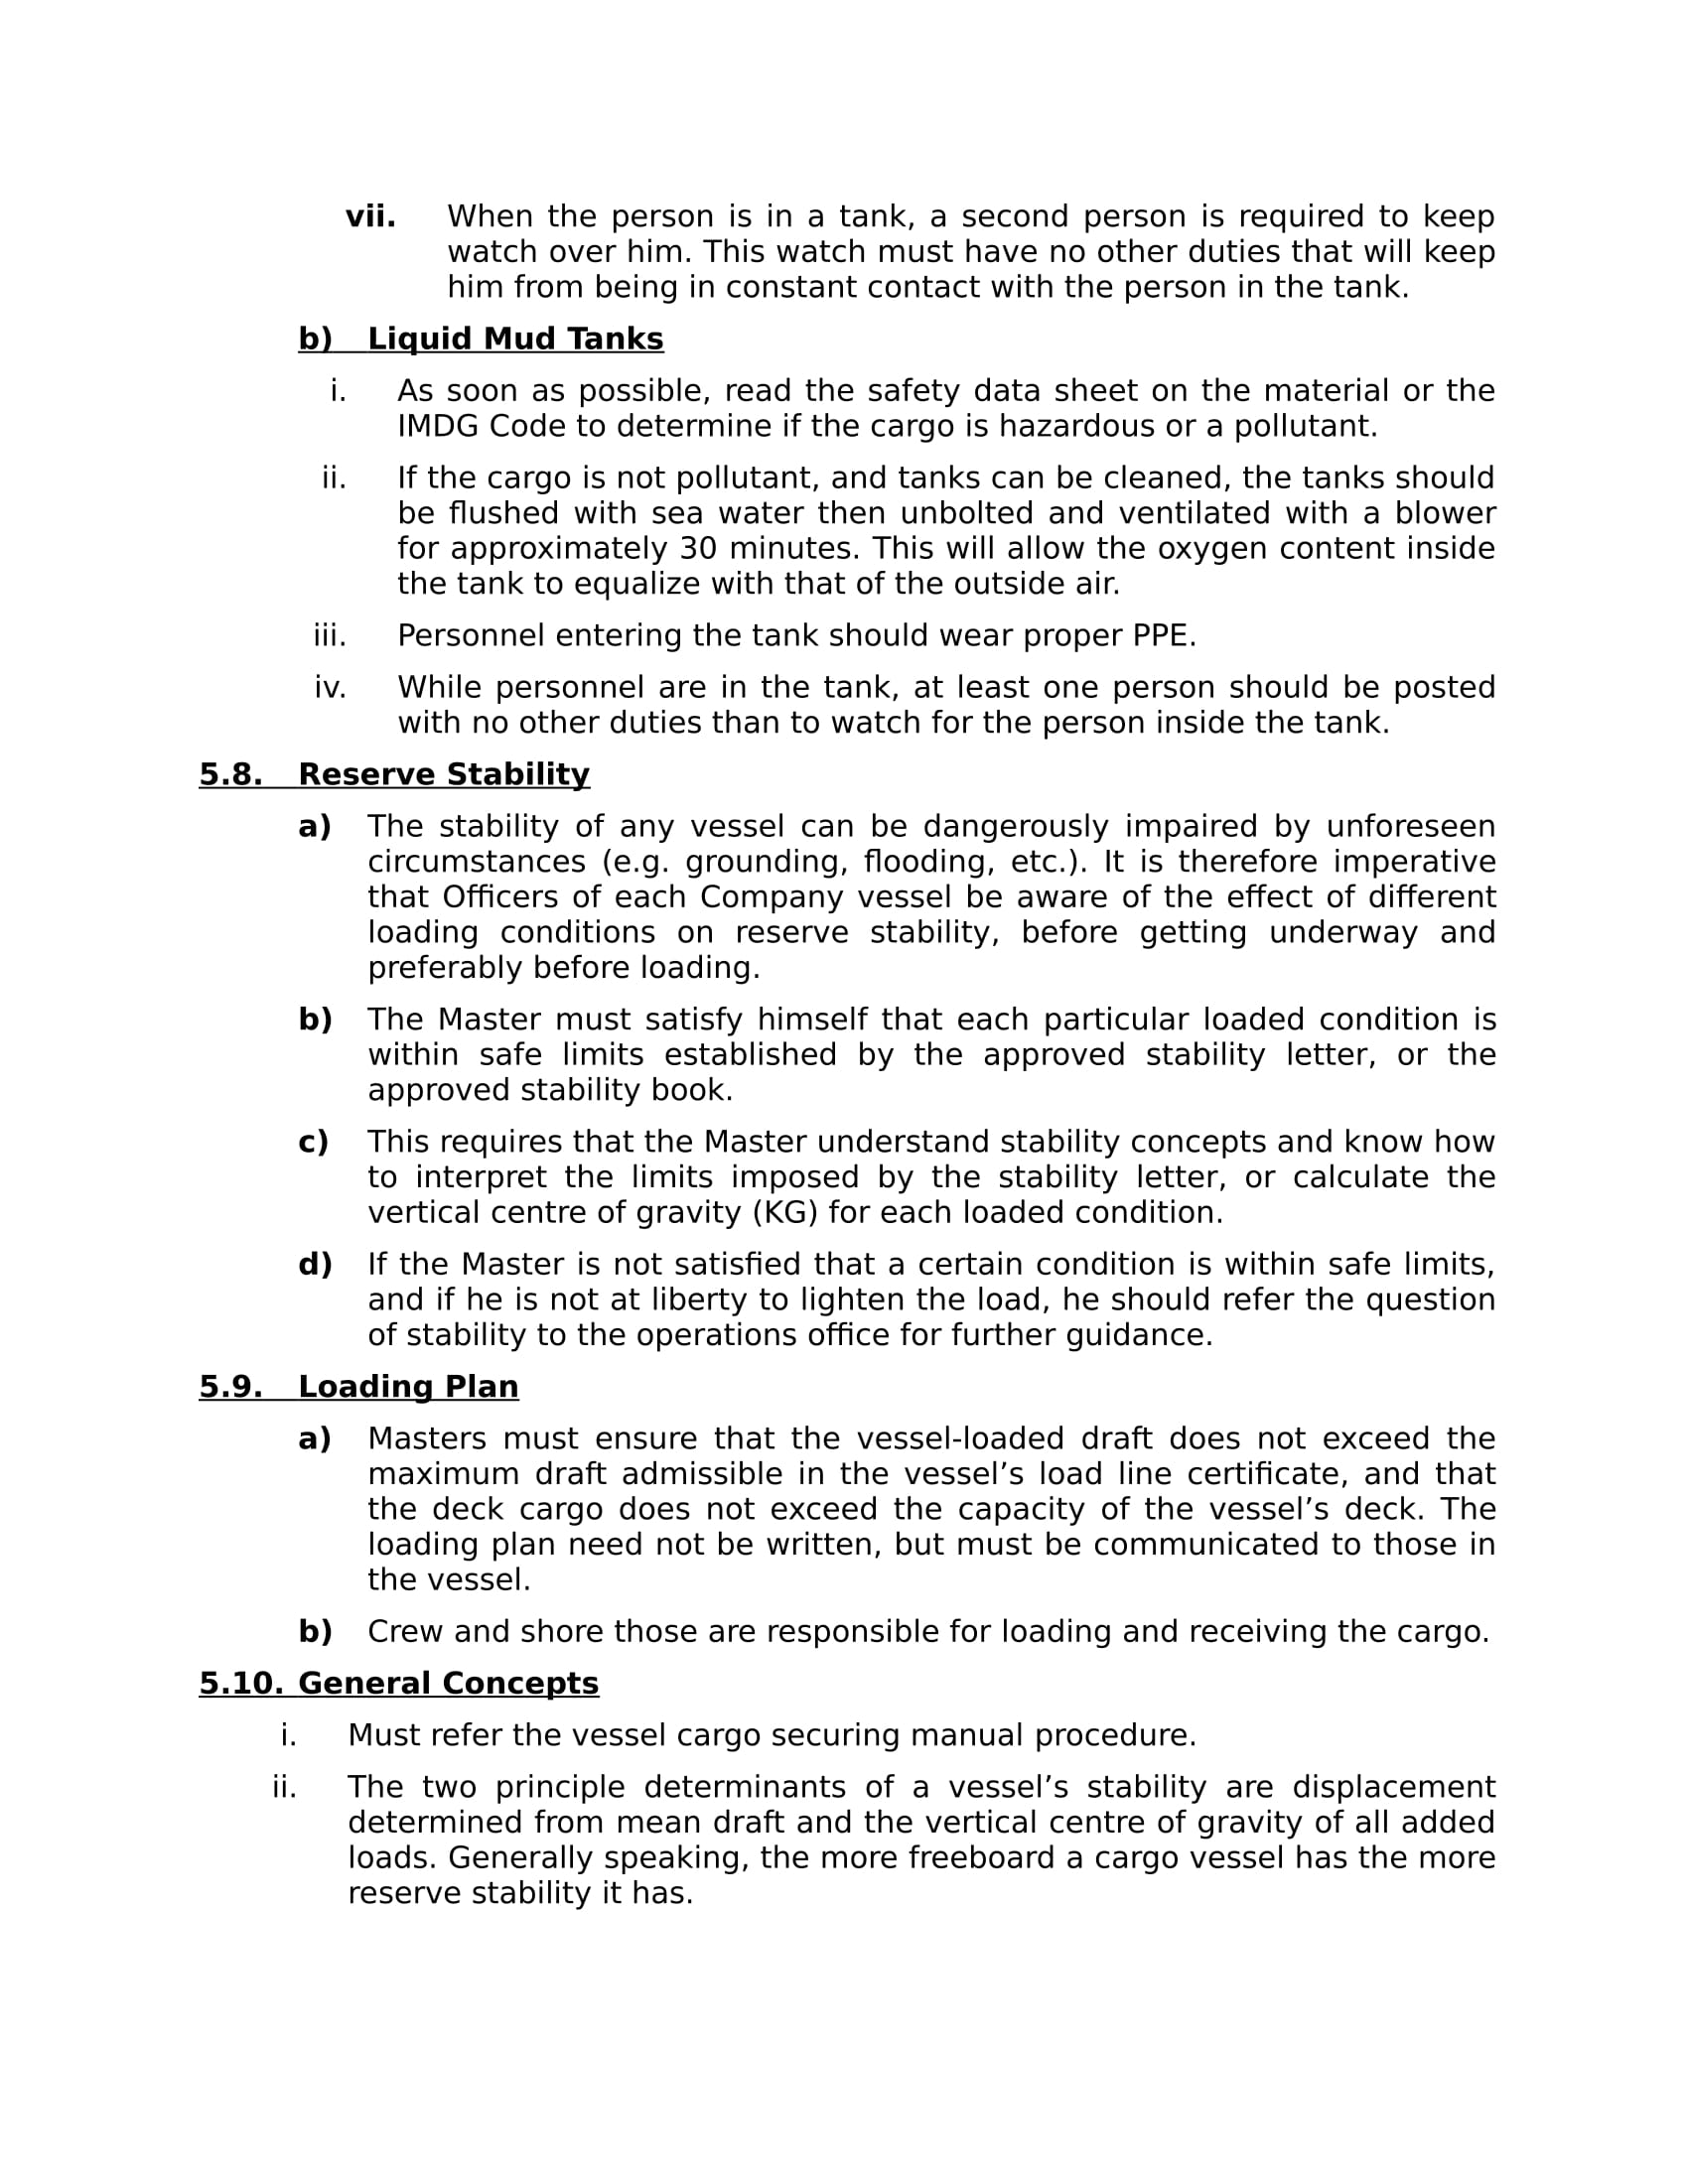 vii. When the person is in a tank, a second person is required to keep
watch over him. This watch must have no other duties that will keep
him from being in constant contact with the person in the tank.
b) Liquid Mud Tanks
i. As soon as possible, read the safety data sheet on the material or the
IMDG Code to determine if the cargo is hazardous or a pollutant.
ii. If the cargo is not pollutant, and tanks can be cleaned, the tanks should
be flushed with sea water then unbolted and ventilated with a blower
for approximately 30 minutes. This will allow the oxygen content inside
the tank to equalize with that of the outside air.
iii. Personnel entering the tank should wear proper PPE.
iv. While personnel are in the tank, at least one person should be posted
with no other duties than to watch for the person inside the tank.
5.8. Reserve Stability
a) The stability of any vessel can be dangerously impaired by unforeseen
circumstances (e.g. grounding, flooding, etc.). It is therefore imperative
that Officers of each Company vessel be aware of the effect of different
loading conditions on reserve stability, before getting underway and
preferably before loading.
b) The Master must satisfy himself that each particular loaded condition is
within safe limits established by the approved stability letter, or the
approved stability book.
c) This requires that the Master understand stability concepts and know how
to interpret the limits imposed by the stability letter, or calculate the
vertical centre of gravity (KG) for each loaded condition.
d) If the Master is not satisfied that a certain condition is within safe limits,
and if he is not at liberty to lighten the load, he should refer the question
of stability to the operations office for further guidance.
5.9. Loading Plan
a) Masters must ensure that the vessel-loaded draft does not exceed the
maximum draft admissible in the vessel’s load line certificate, and that
the deck cargo does not exceed the capacity of the vessel’s deck. The
loading plan need not be written, but must be communicated to those in
the vessel.
b) Crew and shore those are responsible for loading and receiving the cargo.
5.10. General Concepts
i. Must refer the vessel cargo securing manual procedure.
ii. The two principle determinants of a vessel’s stability are displacement
determined from mean draft and the vertical centre of gravity of all added
loads. Generally speaking, the more freeboard a cargo vessel has the more
reserve stability it has.